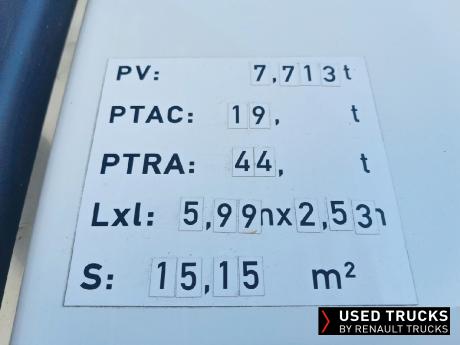 PV: 7,713t
PTAC: 19, t
PTRA: 44, t
Lxl: 5,99mx2,53m
S: 15,15 m²
USED TRUCKS
BY RENAULT TRUCKS